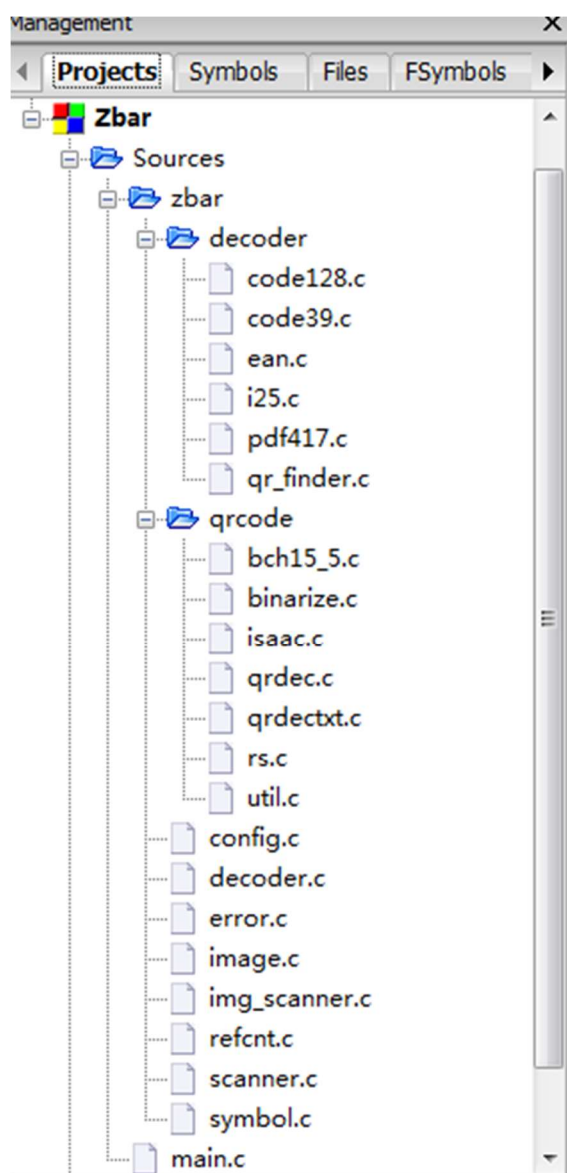 Management
Projects Symbols Files FSymbols
Zbar
Sources
zbar
decoder
code128.c
code39.c
ean.c
i25.c
pdf417.c
qr_finder.c
qrcode
bch15_5.c
binarize.c
isaac.c
qrdec.c
qrdectxt.c
rs.c
util.c
config.c
decoder.c
error.c
image.c
img_scanner.c
refcnt.c
scanner.c
symbol.c
main.c